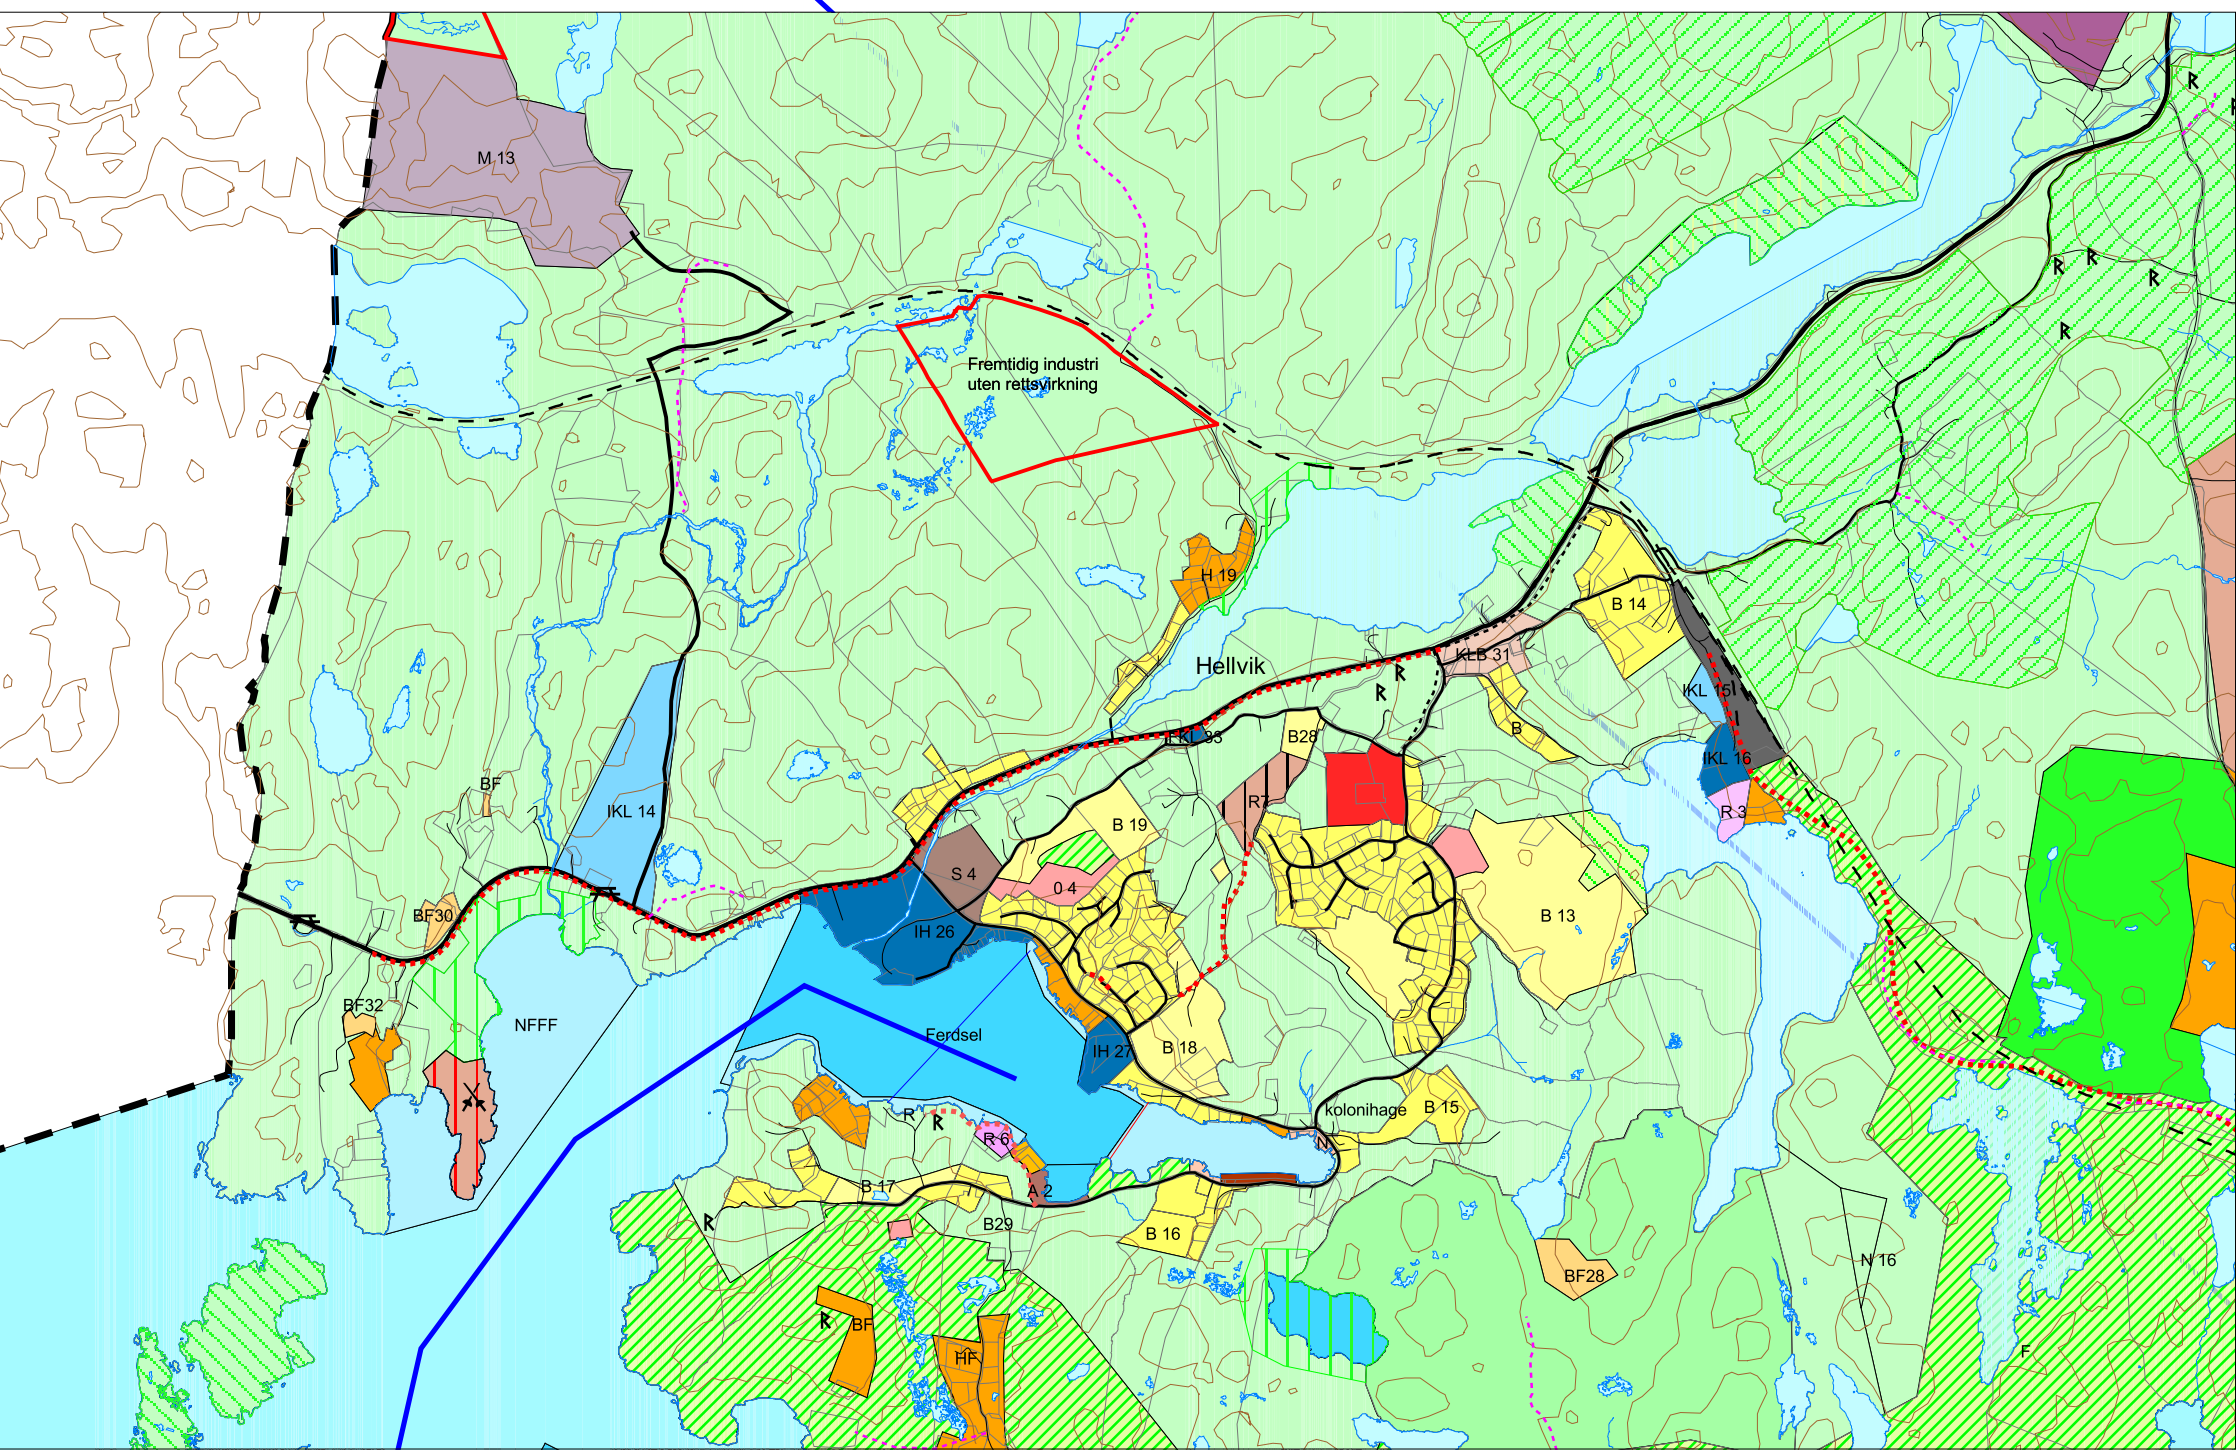 M 13
Fremtidig industri
uten rettsvirkning
H 19
B 14
Hellvik
KLB 31
IKL 15
B
B28
IKL 16
BF
IKL 14
R7
R 3
B 19
S 4
0 4
BF30
B 13
IH 26
BF32
NFFF
Ferdsel
IH 27
B 18
kolonihage
B 15
R
R 6
N
B 17
A 2
B29
B 16
N 16
BF28
BF
HF
F